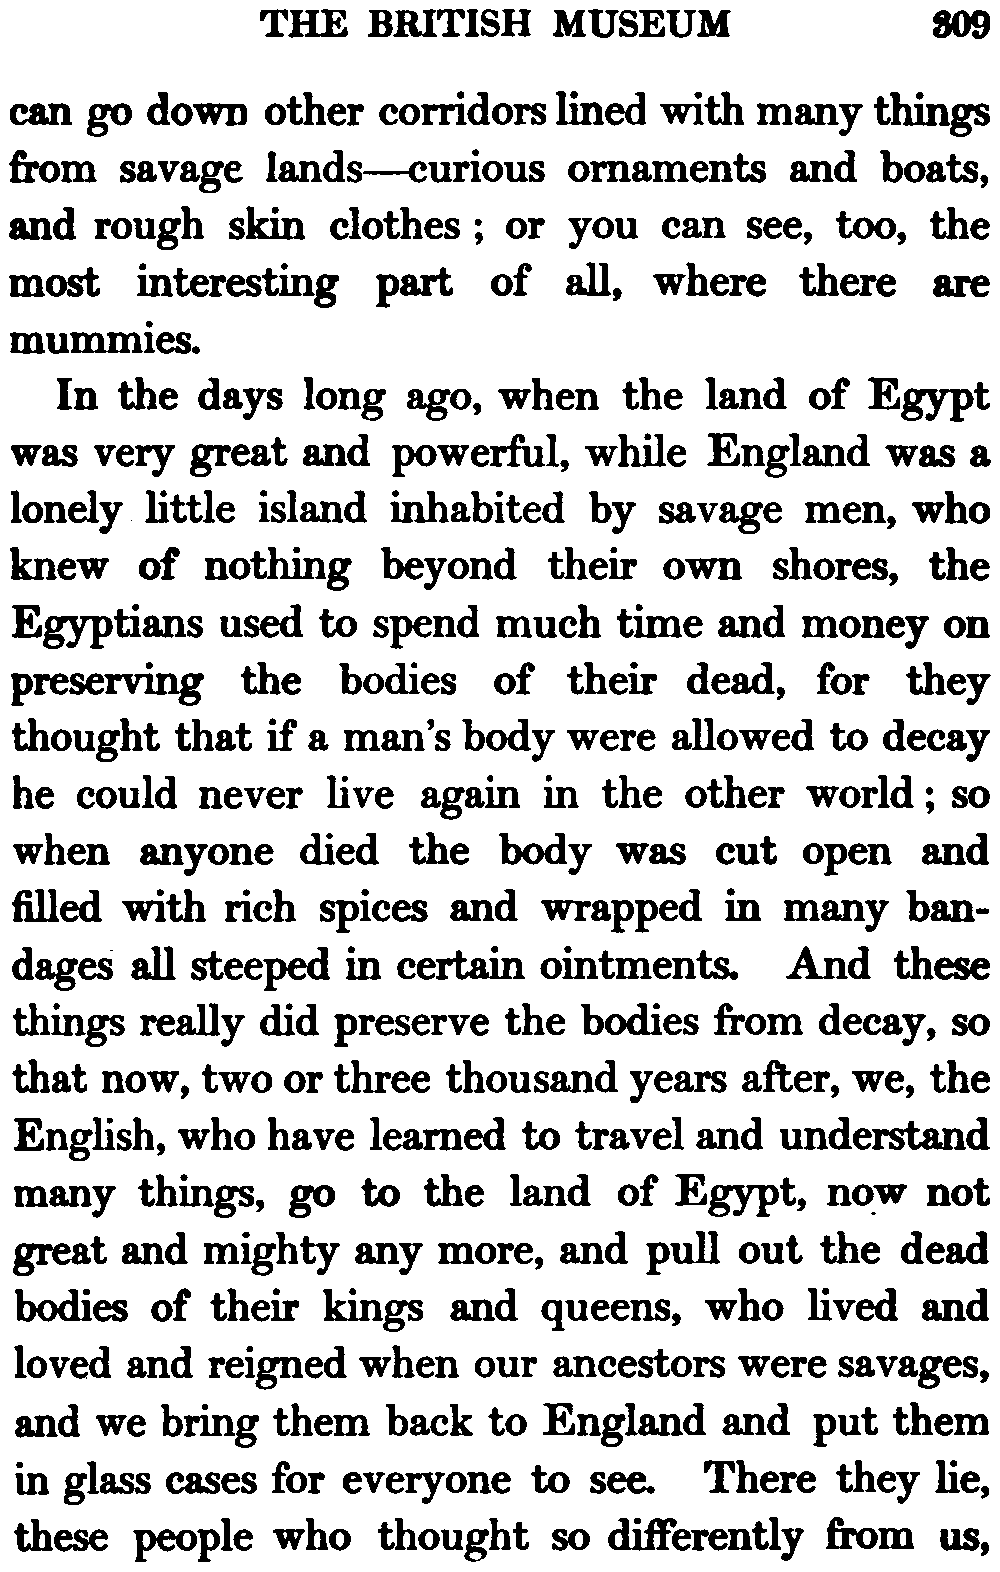 THE BRITISH MUSEUM 309
can go down other corridors lined with many things
from savage lands—curious ornaments and boats,
and rough skin clothes ; or you can see, too, the
most interesting part of all, where there are
mummies.
In the days long ago, when the land of Egypt
was very great and powerful, while England was a
lonely little island inhabited by savage men, who
knew of nothing beyond their own shores, the
Egyptians used to spend much time and money on
preserving the bodies of their dead, for they
thought that if a man's body were allowed to decay
he could never live again in the other world ; so
when anyone died the body was cut open and
filled with rich spices and wrapped in many ban-
dages all steeped in certain ointments. And these
things really did preserve the bodies from decay, so
that now, two or three thousand years after, we, the
English, who have learned to travel and understand
many things, go to the land of Egypt, now not
great and mighty any more, and pull out the dead
bodies of their kings and queens, who lived and
loved and reigned when our ancestors were savages,
and we bring them back to England and put them
in glass cases for everyone to see. There they lie,
these people who thought so differently from us,